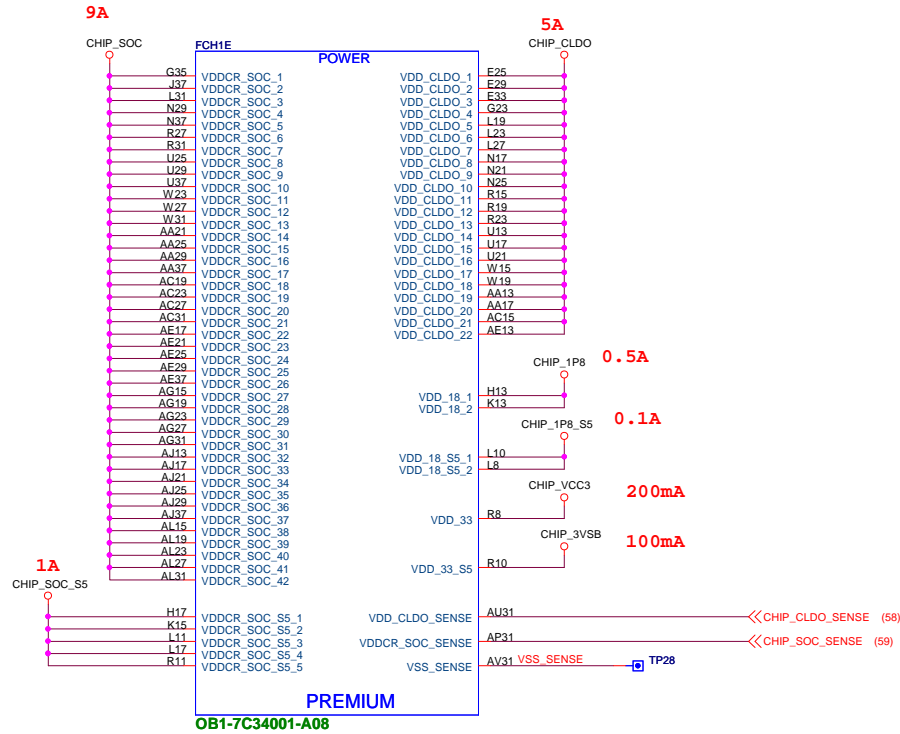 9A
5A
CHIP_SOC
FCH1E
CHIP_CLDO
POWER
G35 VDDCR_SOC_1 VDD_CLDO_1 E25
J37 VDDCR_SOC_2 VDD_CLDO_2 E29
L31 VDDCR_SOC_3 VDD_CLDO_3 E33
N29 VDDCR_SOC_4 VDD_CLDO_4 G23
N37 VDDCR_SOC_5 VDD_CLDO_5 L19
R27 VDDCR_SOC_6 VDD_CLDO_6 L23
R31 VDDCR_SOC_7 VDD_CLDO_7 L27
U25 VDDCR_SOC_8 VDD_CLDO_8 N17
U29 VDDCR_SOC_9 VDD_CLDO_9 N21
U37 VDDCR_SOC_10 VDD_CLDO_10 N25
W23 VDDCR_SOC_11 VDD_CLDO_11 R15
W27 VDDCR_SOC_12 VDD_CLDO_12 R19
W31 VDDCR_SOC_13 VDD_CLDO_13 R23
AA21 VDDCR_SOC_14 VDD_CLDO_14 U13
AA25 VDDCR_SOC_15 VDD_CLDO_15 U17
AA29 VDDCR_SOC_16 VDD_CLDO_16 U21
AA37 VDDCR_SOC_17 VDD_CLDO_17 W15
AC19 VDDCR_SOC_18 VDD_CLDO_18 W19
AC23 VDDCR_SOC_19 VDD_CLDO_19 AA13
AC27 VDDCR_SOC_20 VDD_CLDO_20 AA17
AC31 VDDCR_SOC_21 VDD_CLDO_21 AC15
AE17 VDDCR_SOC_22 VDD_CLDO_22 AE13
AE21 VDDCR_SOC_23
AE25 VDDCR_SOC_24
AE29 VDDCR_SOC_25
AE37 VDDCR_SOC_26
CHIP_1P8 0.5A
AG15 VDDCR_SOC_27 VDD_18_1 H13
AG19 VDDCR_SOC_28 VDD_18_2 K13
AG23 VDDCR_SOC_29
AG27 VDDCR_SOC_30
AG31 VDDCR_SOC_31
CHIP_1P8_S5 0.1A
AJ13 VDDCR_SOC_32 VDD_18_S5_1 L10
AJ17 VDDCR_SOC_33 VDD_18_S5_2 L8
AJ21 VDDCR_SOC_34
AJ25 VDDCR_SOC_35
CHIP_VCC3 200mA
AJ29 VDDCR_SOC_36
AJ37 VDDCR_SOC_37 VDD_33 R8
AL15 VDDCR_SOC_38
AL19 VDDCR_SOC_39
CHIP_3VSB 100mA
AL23 VDDCR_SOC_40
AL27 VDDCR_SOC_41 VDD_33_S5 R10
AL31 VDDCR_SOC_42
1A
CHIP_SOC_S5
H17 VDDCR_SOC_S5_1 VDD_CLDO_SENSE AU31 CHIP_CLDO_SENSE (58)
K15 VDDCR_SOC_S5_2
L11 VDDCR_SOC_S5_3 VDDCR_SOC_SENSE AP31 CHIP_SOC_SENSE (59)
L17 VDDCR_SOC_S5_4
R11 VDDCR_SOC_S5_5 VSS_SENSE AV31 VSS_SENSE TP28
PREMIUM
OB1-7C34001-A08